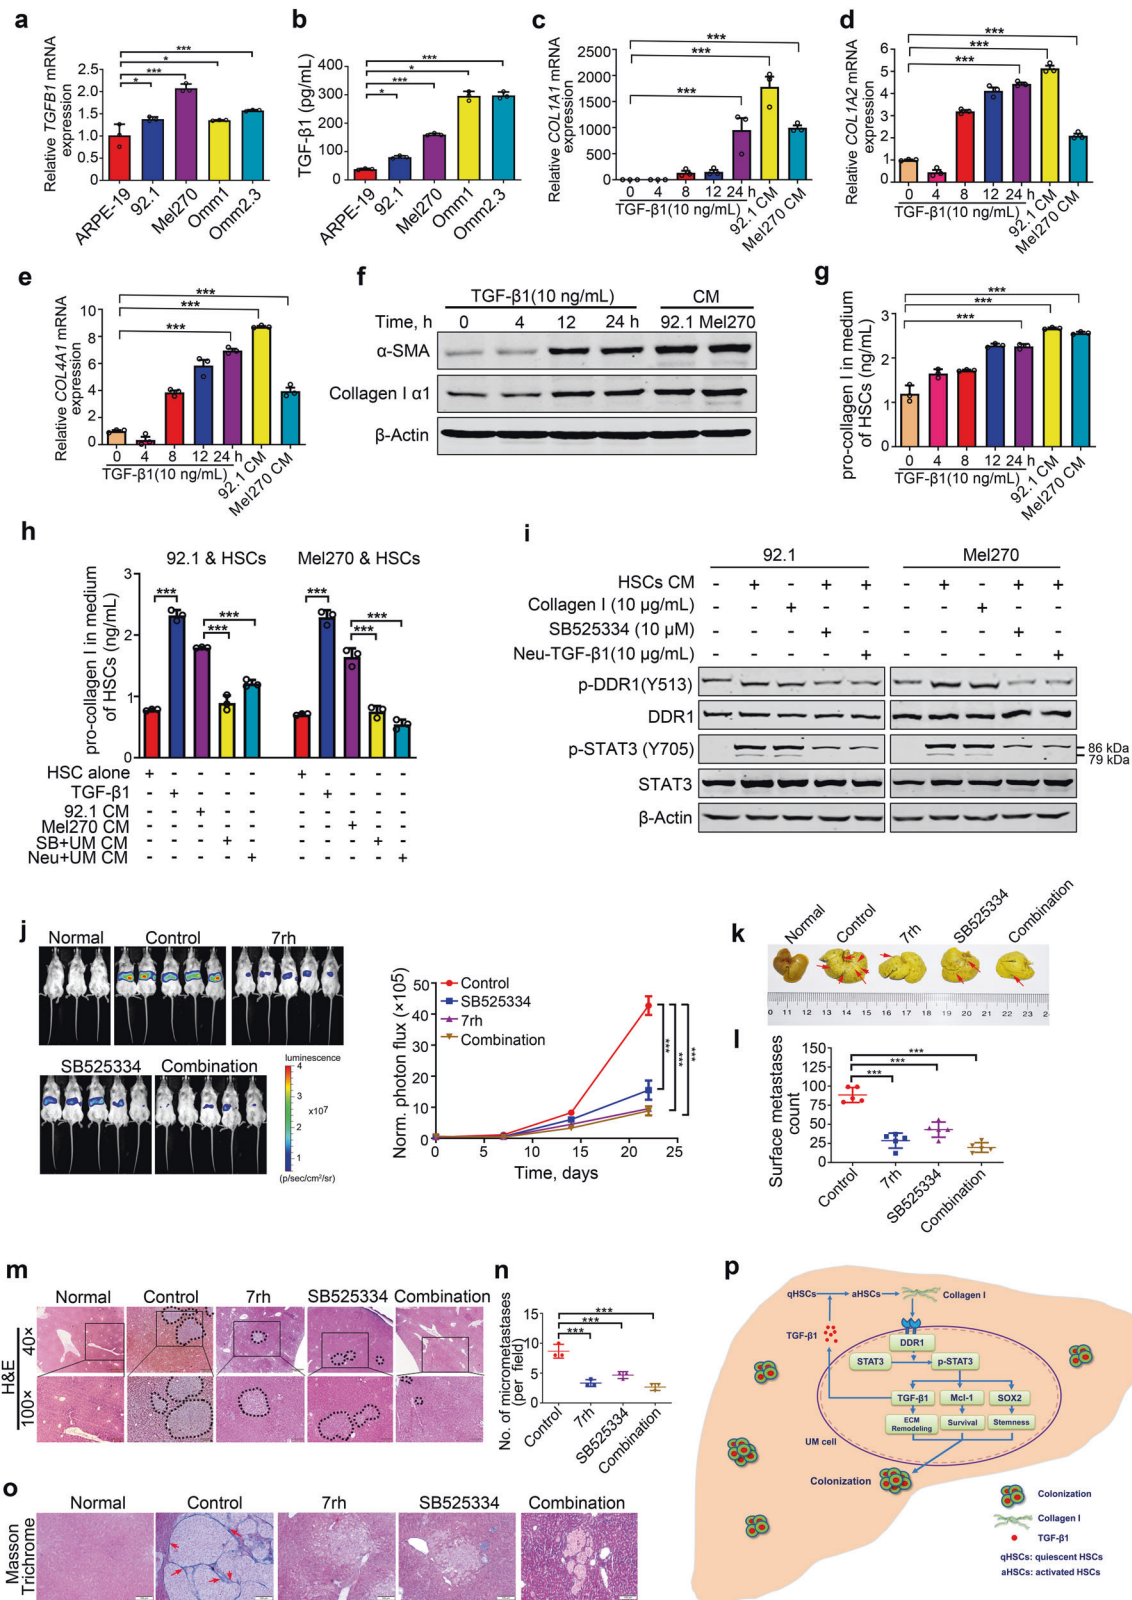 a
Relative TGFB1 mRNA
expression
2.5
2.0
1.5
1.0
0.5
0
ARPE-19
92.1
Mel270
Omm1
Omm2.3
*
***
*
***
b
TGF-β1 (pg/mL)
400
300
200
100
0
ARPE-19
92.1
Mel270
Omm1
Omm2.3
*
***
*
***
c
Relative COL1A1 mRNA
expression
2500
2000
1500
1000
500
0
0 4 8 12 24 h
TGF-β1(10 ng/mL)
92.1 CM
Mel270 CM
***
***
***
d
Relative COL1A2 mRNA
expression
6
5
4
3
2
1
0
0 4 8 12 24 h
TGF-β1(10 ng/mL)
92.1 CM
Mel270 CM
***
***
***
e
Relative COL4A1 mRNA
expression
10
8
6
4
2
0
0 4 8 12 24 h
TGF-β1(10 ng/mL)
92.1 CM
Mel270 CM
***
***
***
f
TGF-β1(10 ng/mL) CM
Time, h 0 4 12 24 h 92.1 Mel270
α-SMA
Collagen I α1
β-Actin
g
pro-collagen I in medium
of HSCs (ng/mL)
3
2
1
0
0 4 8 12 24 h
TGF-β1(10 ng/mL)
92.1 CM
Mel270 CM
***
***
***
h
92.1 & HSCs Mel270 & HSCs
pro-collagen I in medium
of HSCs (ng/mL)
3
2
1
0
*** *** *** *** *** ***
HSC alone + - - - - + - - - -
TGF-β1 - + - - - - + - - -
92.1 CM - - + - - - - - - -
Mel270 CM - - - - - - - + - -
SB+UM CM - - - + - - - - + -
Neu+UM CM - - - - + - - - - +
i
92.1 Mel270
HSCs CM - + - + + - + - + +
Collagen I (10 μg/mL) - - + - - - - + - -
SB525334 (10 μM) - - - + - - - - + -
Neu-TGF-β1(10 μg/mL) - - - - + - - - - +
p-DDR1(Y513)
DDR1
p-STAT3 (Y705)
86 kDa
79 kDa
STAT3
β-Actin
j
Normal Control 7rh
SB525334 Combination
luminescence
4
3
2
1
x10⁷
(p/sec/cm²/sr)
Norm. photon flux (×10⁵)
50
40
30
20
10
0
0 5 10 15 20 25
Time, days
Control
SB525334
7rh
Combination
***
***
***
k
Normal
Control
7rh
SB525334
Combination
0 10 11 12 13 14 15 16 17 18 19 20 21 22 23 24
l
Surface metastases
count
125
100
75
50
25
0
Control
7rh
SB525334
Combination
***
***
***
m
Normal Control 7rh SB525334 Combination
H&E
40×
100×
n
No. of micrometastases
(per field)
15
10
5
0
Control
7rh
SB525334
Combination
***
***
***
o
Normal Control 7rh SB525334 Combination
Masson
Trichrome
p
qHSCs aHSCs
Collagen I
TGF-β1
DDR1
STAT3 p-STAT3
TGF-β1 Mcl-1 SOX2
ECM
Remodeling
Survival Stemness
UM cell
Colonization
Colonization
Collagen I
TGF-β1
qHSCs: quiescent HSCs
aHSCs: activated HSCs